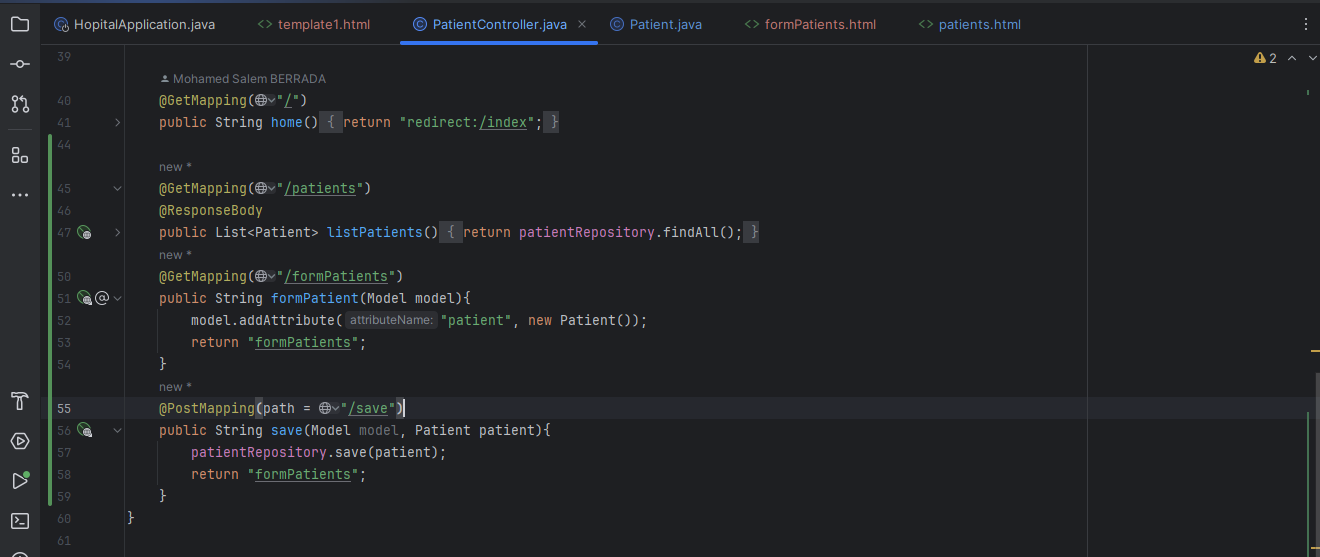 HopitalApplication.java template1.html PatientController.java Patient.java formPatients.html patients.html
39
2
Mohamed Salem BERRADA
40 @GetMapping("/")
41 public String home() { return "redirect:/index"; }
44
new *
45 @GetMapping("/patients")
46 @ResponseBody
47 public List<Patient> listPatients() { return patientRepository.findAll(); }
new *
50 @GetMapping("/formPatients")
51 public String formPatient(Model model){
52 model.addAttribute( attributeName: "patient", new Patient());
53 return "formPatients";
54 }
new *
55 @PostMapping(path = "/save")
56 public String save(Model model, Patient patient){
57 patientRepository.save(patient);
58 return "formPatients";
59 }
60 }
61